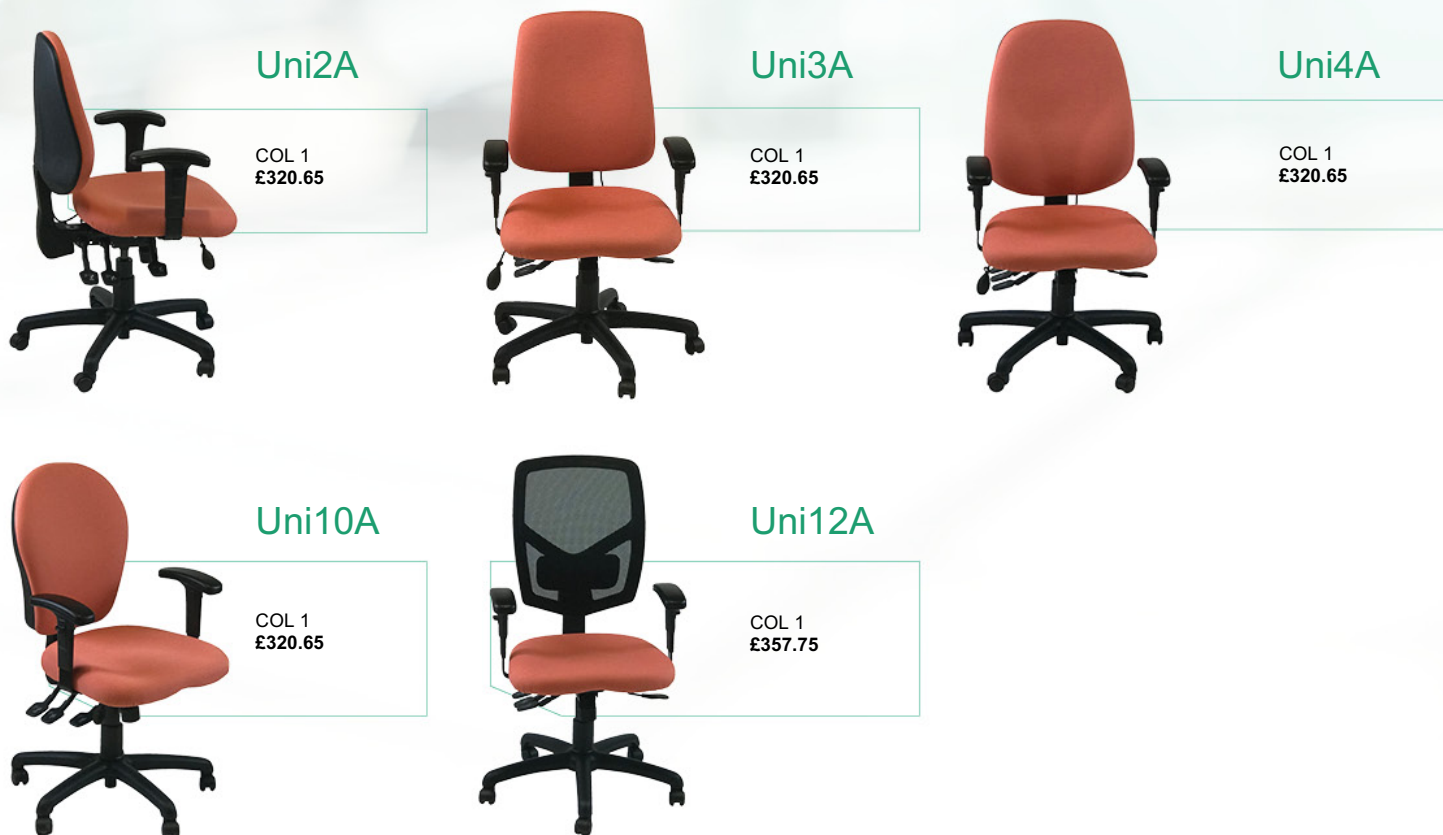 Uni2A
COL 1
£320.65
Uni3A
COL 1
£320.65
Uni4A
COL 1
£320.65
Uni10A
COL 1
£320.65
Uni12A
COL 1
£357.75